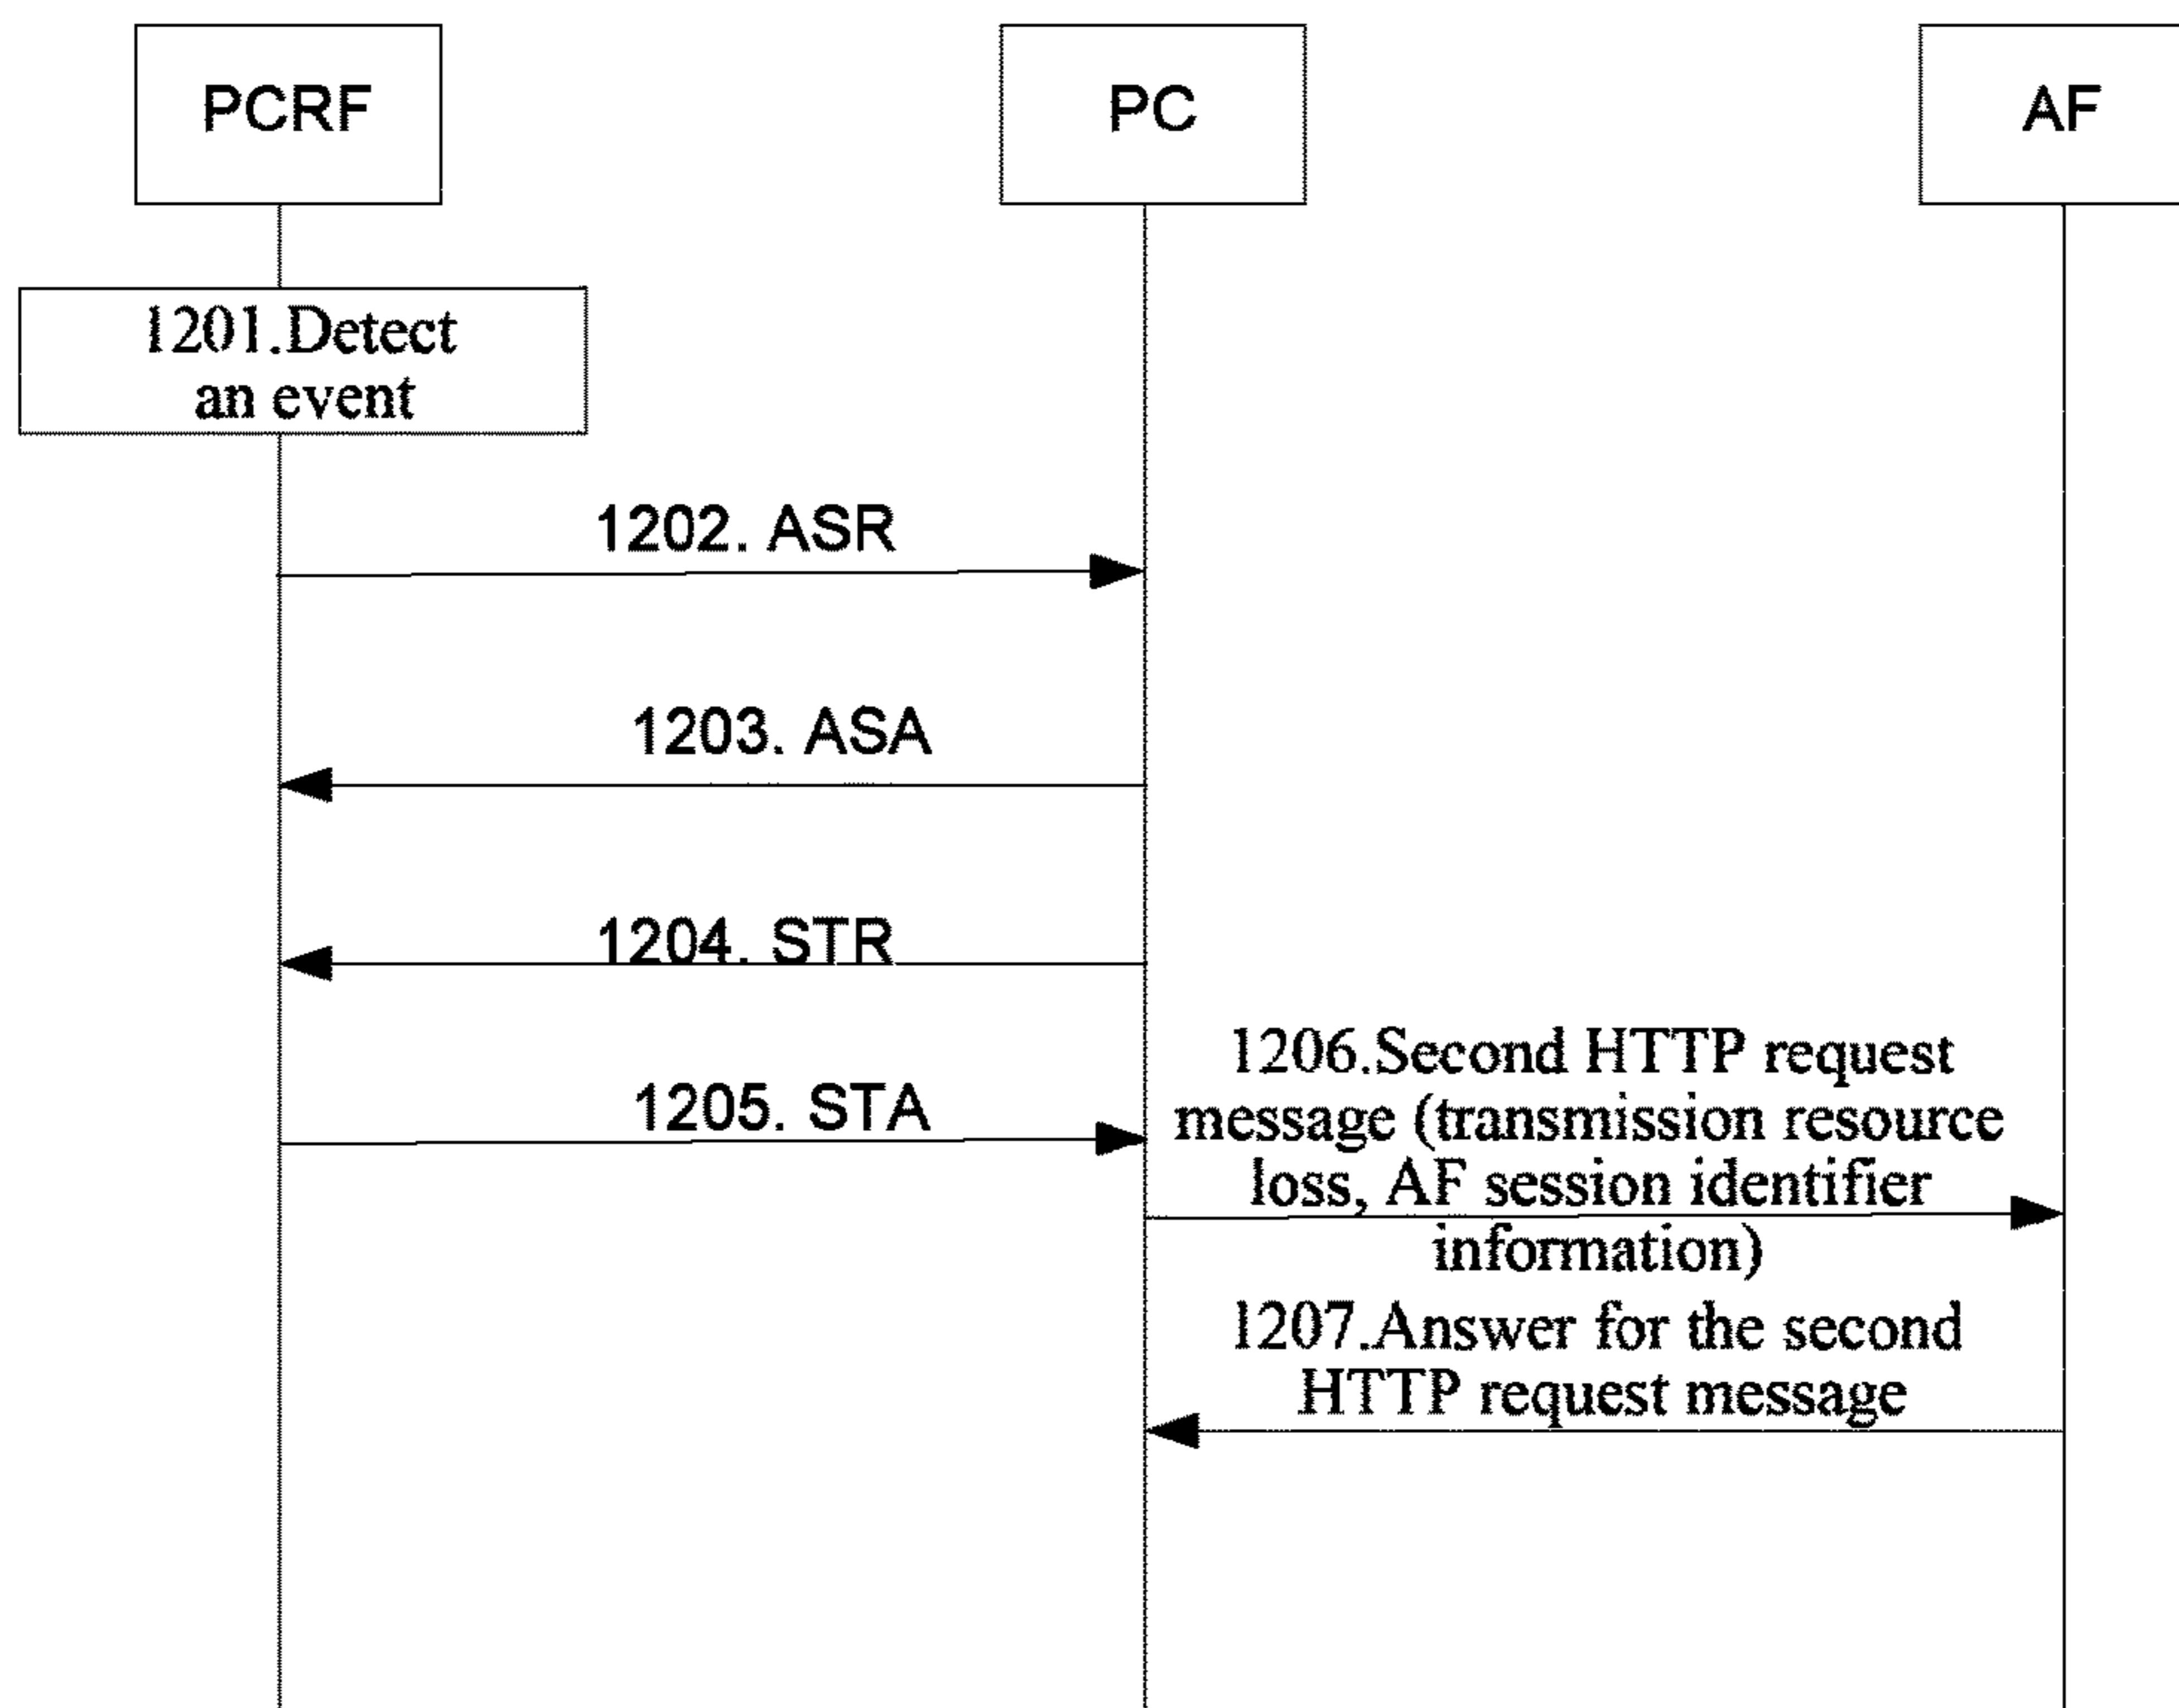 PCRF
PC
AF
1201.Detect
an event
1202. ASR
1203. ASA
1204. STR
1205. STA
1206.Second HTTP request
message (transmission resource
loss, AF session identifier
information)
1207.Answer for the second
HTTP request message